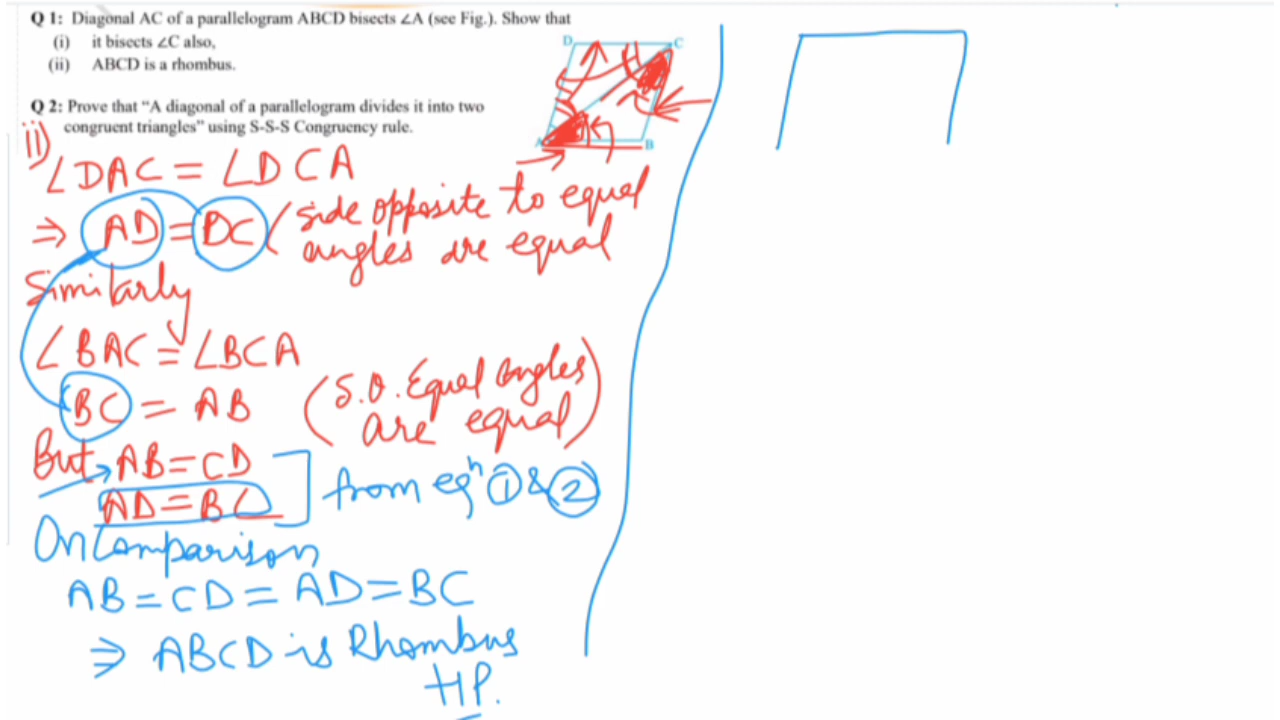 Q 1: Diagonal AC of a parallelogram ABCD bisects ∠A (see Fig.). Show that
(i) it bisects ∠C also,
(ii) ABCD is a rhombus.
Q 2: Prove that “A diagonal of a parallelogram divides it into two
congruent triangles” using S-S-S Congruency rule.
D C
A B
ii)
∠DAC = ∠DCA
⇒ AD = DC (side opposite to equal
angles are equal
Similarly
∠BAC = ∠BCA
BC = AB (S.O. Equal angles
are equal)
But, AB = CD
AD = BC ] from eqn ① & ②
On Comparison
AB = CD = AD = BC
⇒ ABCD is Rhombus
HP.